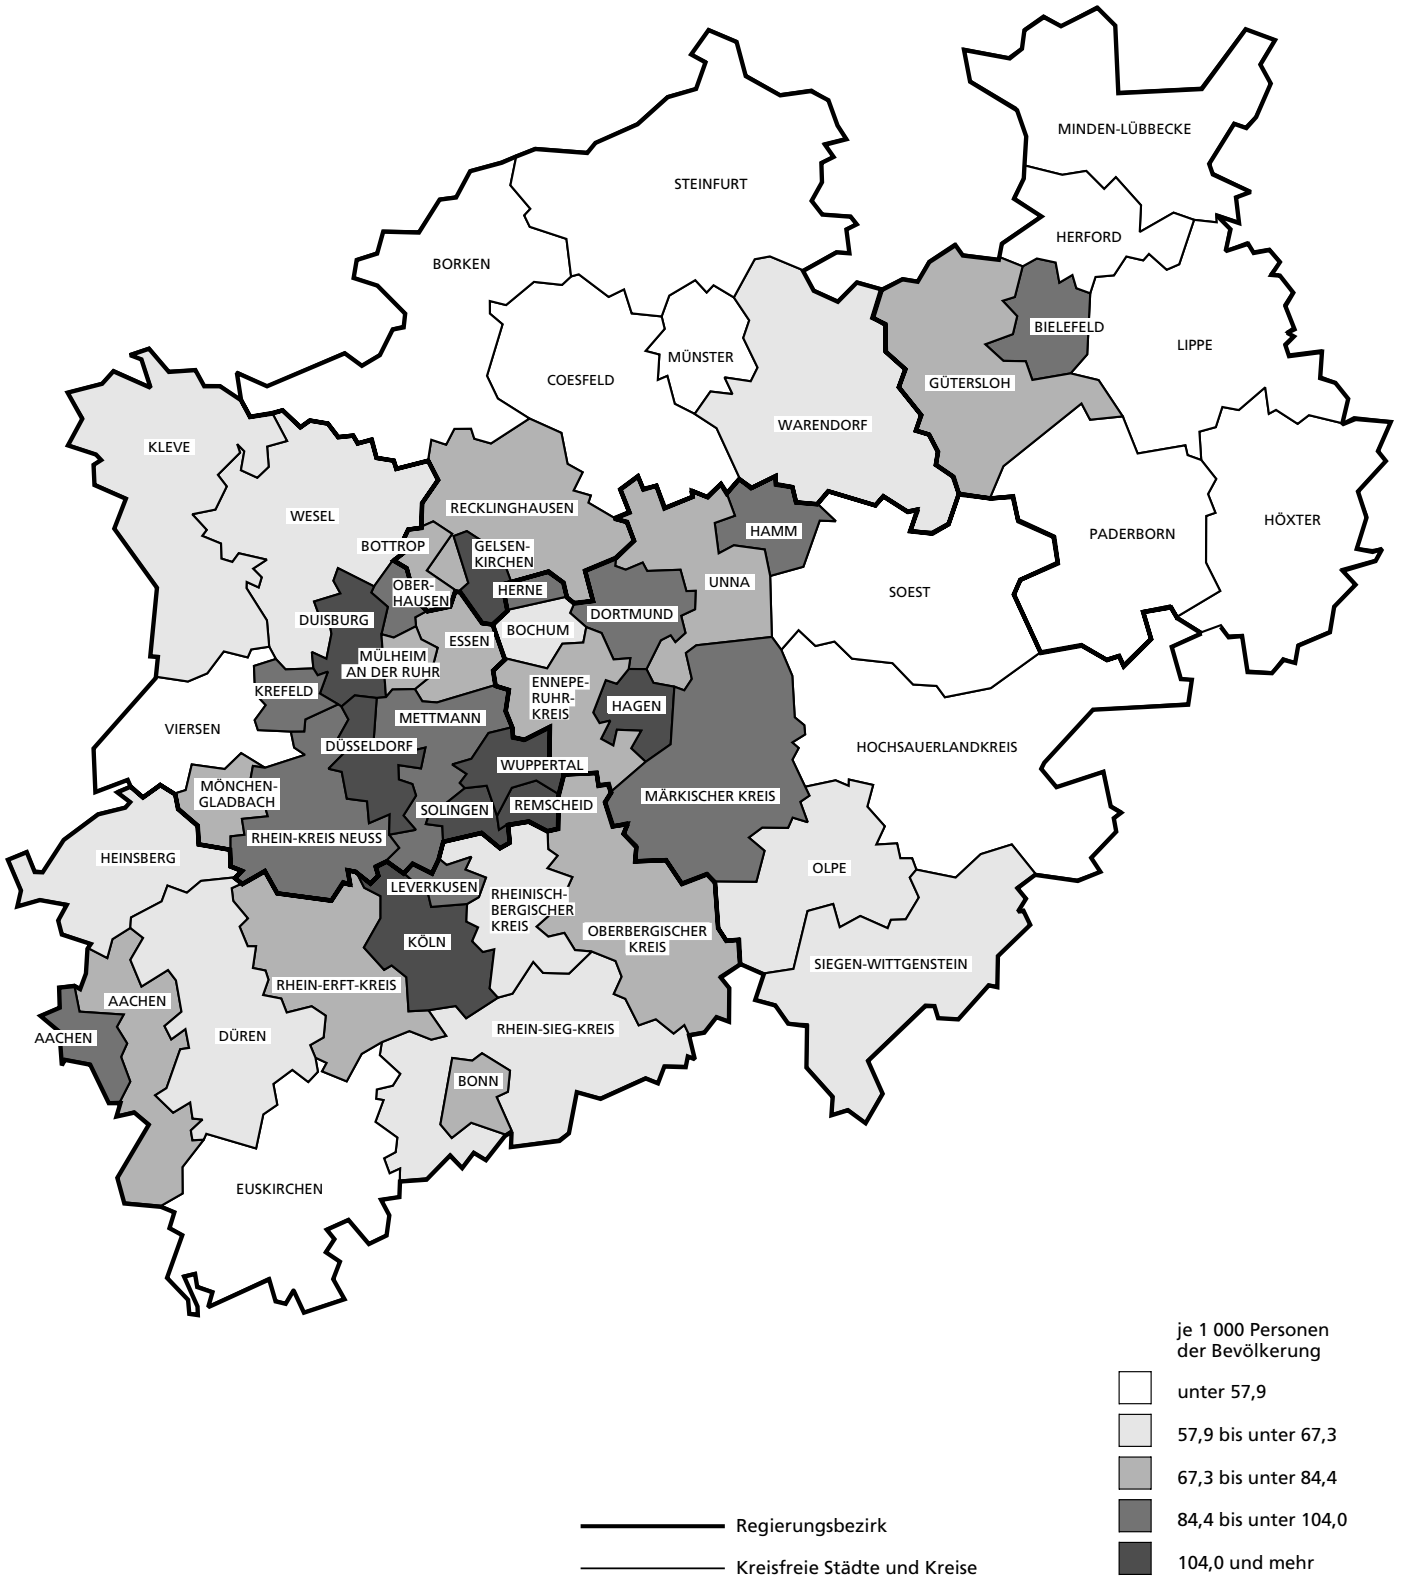 MINDEN-LÜBBECKE
STEINFURT
HERFORD
BORKEN
BIELEFELD
LIPPE
MÜNSTER
COESFELD
GÜTERSLOH
WARENDORF
KLEVE
RECKLINGHAUSEN
WESEL
HÖXTER
HAMM
PADERBORN
BOTTROP
GELSEN-
KIRCHEN
UNNA
OBER-
HAUSEN
HERNE
SOEST
DORTMUND
DUISBURG
BOCHUM
ESSEN
MÜLHEIM
AN DER RUHR
ENNEPE-
RUHR-
KREIS
KREFELD
HAGEN
METTMANN
VIERSEN
DÜSSELDORF
HOCHSAUERLANDKREIS
WUPPERTAL
MÖNCHEN-
GLADBACH
MÄRKISCHER KREIS
SOLINGEN
REMSCHEID
RHEIN-KREIS NEUSS
HEINSBERG
OLPE
LEVERKUSEN
RHEINISCH-
BERGISCHER
KREIS
OBERBERGISCHER
KREIS
KÖLN
SIEGEN-WITTGENSTEIN
RHEIN-ERFT-KREIS
AACHEN
RHEIN-SIEG-KREIS
AACHEN
DÜREN
BONN
EUSKIRCHEN
je 1 000 Personen
der Bevölkerung
unter 57,9
57,9 bis unter 67,3
67,3 bis unter 84,4
84,4 bis unter 104,0
104,0 und mehr
Regierungsbezirk
Kreisfreie Städte und Kreise